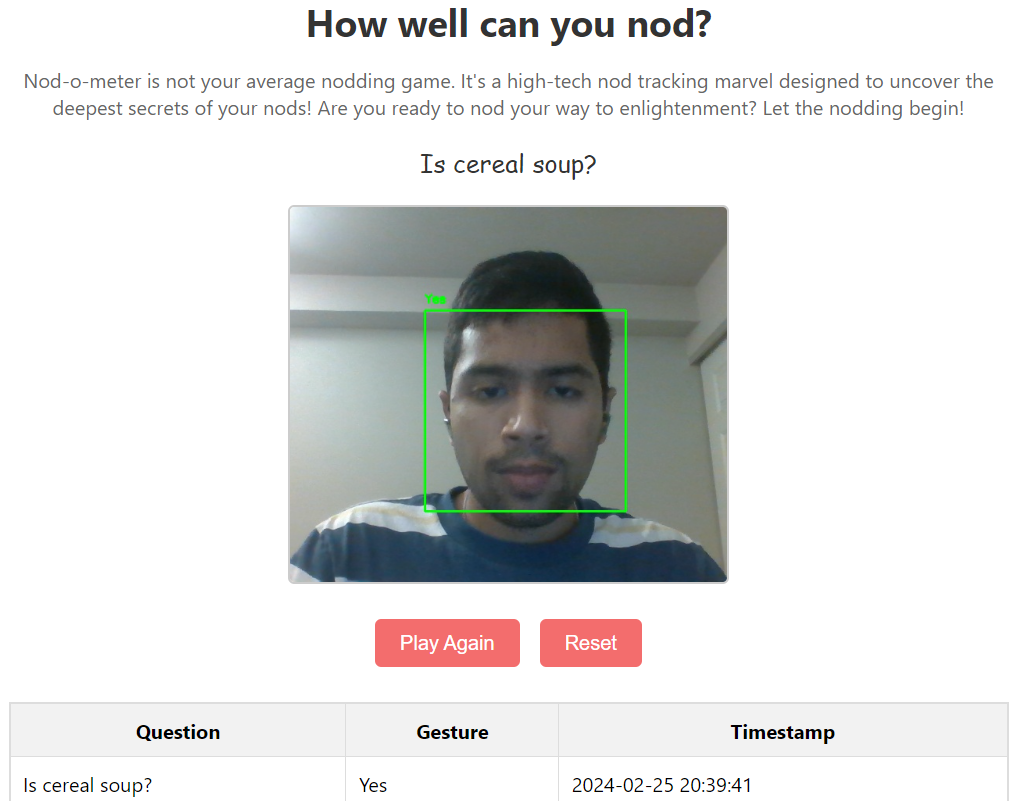 How well can you nod?
Nod-o-meter is not your average nodding game. It's a high-tech nod tracking marvel designed to uncover the
deepest secrets of your nods! Are you ready to nod your way to enlightenment? Let the nodding begin!
Is cereal soup?
Yes
Play Again Reset
Question Gesture Timestamp
Is cereal soup? Yes 2024-02-25 20:39:41